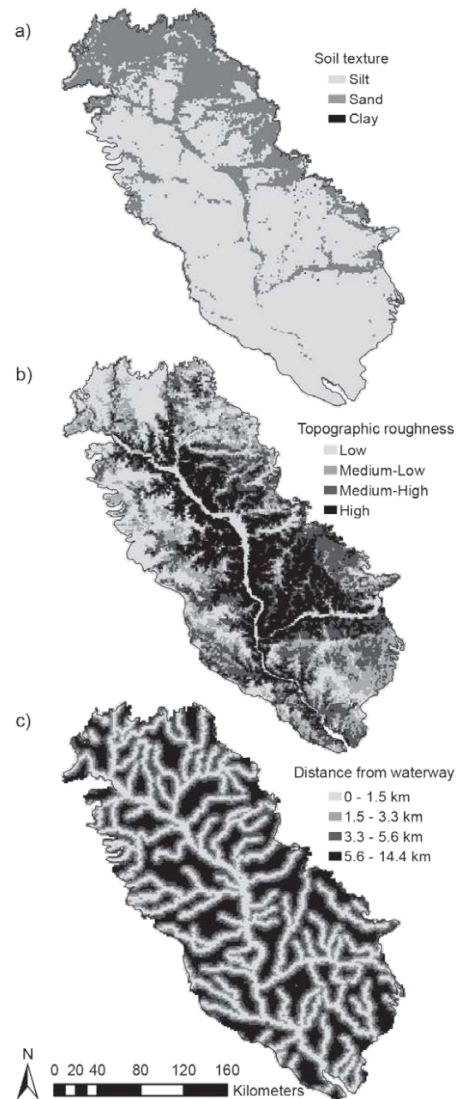 a)
Soil texture
Silt
Sand
Clay
b)
Topographic roughness
Low
Medium-Low
Medium-High
High
c)
Distance from waterway
0 - 1.5 km
1.5 - 3.3 km
3.3 - 5.6 km
5.6 - 14.4 km
N
0 20 40 80 120 160
Kilometers